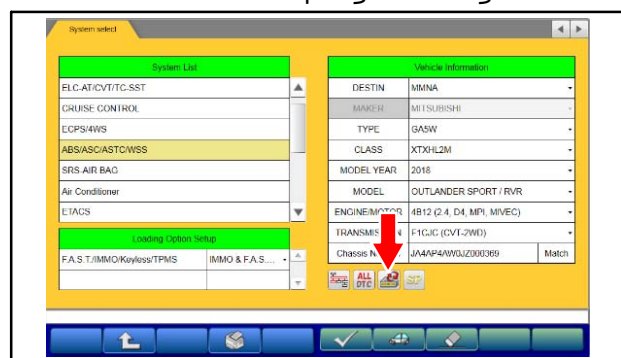 System select
System List
ELC-AT/CVT/TC-SST
CRUISE CONTROL
ECPS/4WS
ABS/ASC/ASTC/WSS
SRS-AIR BAG
Air Conditioner
ETACS
Loading Option Setup
F.A.S.T./IMMO/Keyless/TPMS IMMO & F.A.S....
Vehicle Information
DESTIN MMNA
MAKER MITSUBISHI
TYPE GA5W
CLASS XTXHL2M
MODEL YEAR 2018
MODEL OUTLANDER SPORT / RVR
ENGINE/MOTOR 4B12 (2.4, D4, MPI, MIVEC)
TRANSMIS N F1CJC (CVT-2WD)
Chassis N JA4AP4AW0JZ000369 Match
ALL DTC